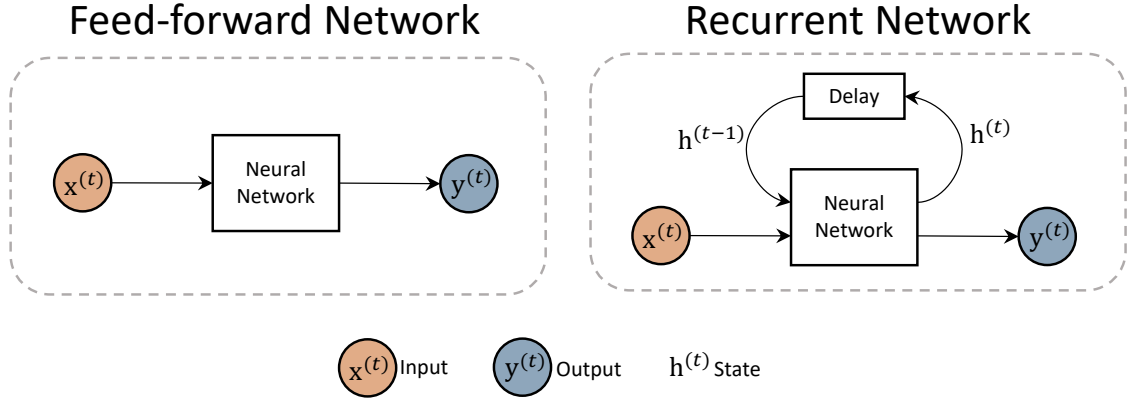 Feed-forward Network
x^(t)
Neural
Network
y^(t)
Recurrent Network
Delay
h^(t−1)
h^(t)
Neural
Network
x^(t)
y^(t)
x^(t) Input
y^(t) Output
h^(t) State